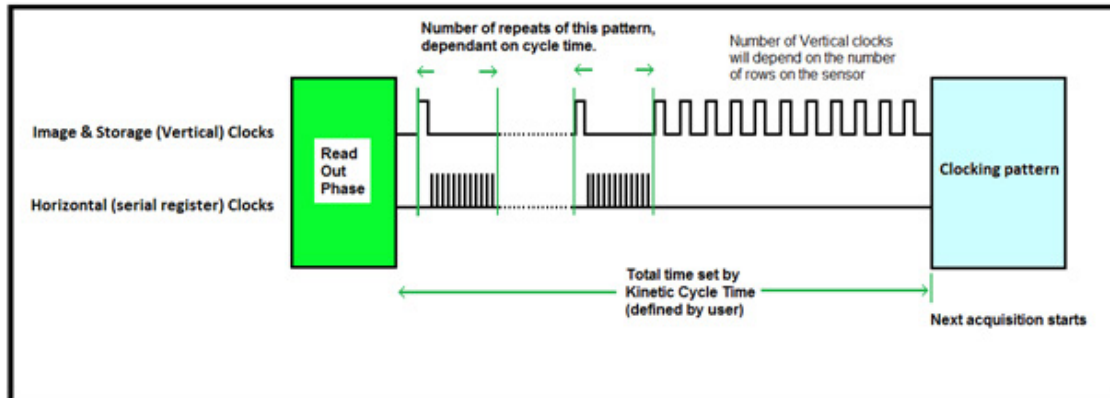 Number of repeats of this pattern,
dependant on cycle time.
Number of Vertical clocks
will depend on the number
of rows on the sensor
Image & Storage (Vertical) Clocks
Read
Out
Phase
Clocking pattern
Horizontal (serial register) Clocks
Total time set by
Kinetic Cycle Time
(defined by user)
Next acquisition starts